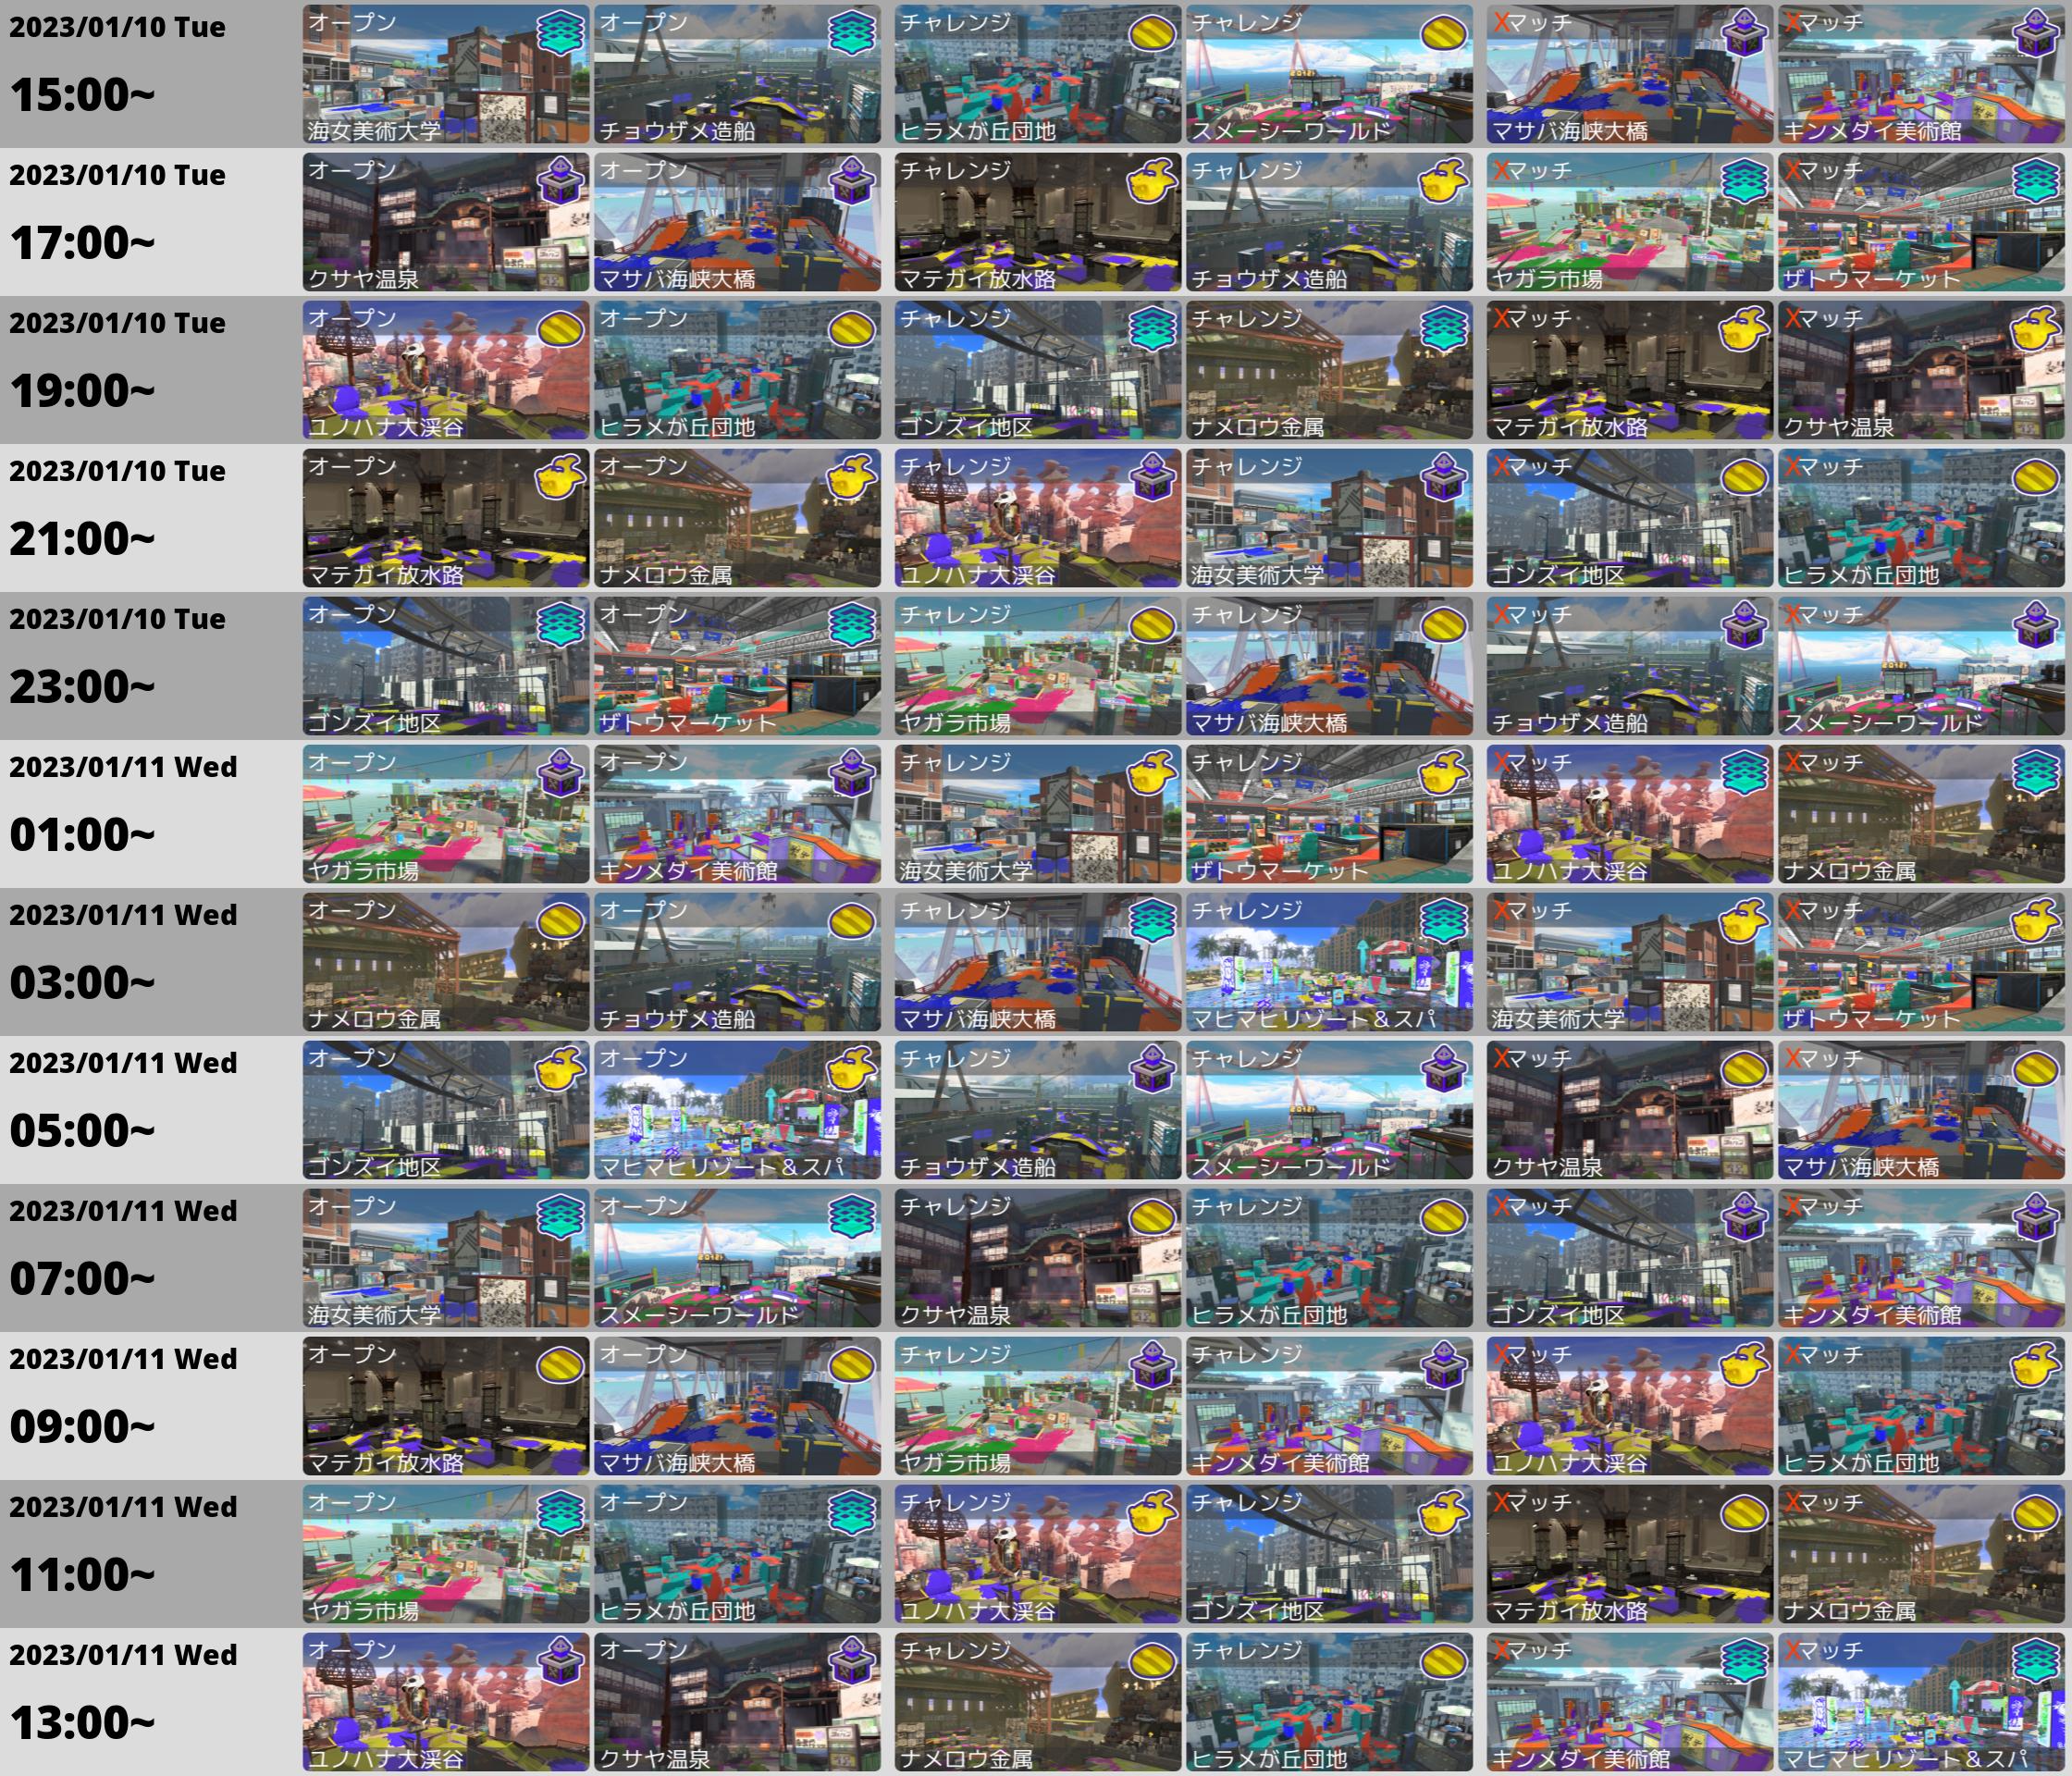 2023/01/10 Tue
15:00~
オープン オープン チャレンジ チャレンジ Xマッチ Xマッチ
海女美術大学 チョウザメ造船 ヒラメが丘団地 スメーシーワールド マサバ海峡大橋 キンメダイ美術館
2023/01/10 Tue
17:00~
オープン オープン チャレンジ チャレンジ Xマッチ Xマッチ
クサヤ温泉 マサバ海峡大橋 マテガイ放水路 チョウザメ造船 ヤガラ市場 ザトウマーケット
2023/01/10 Tue
19:00~
オープン オープン チャレンジ チャレンジ Xマッチ Xマッチ
ユノハナ大渓谷 ヒラメが丘団地 ゴンズイ地区 ナメロウ金属 マテガイ放水路 クサヤ温泉
2023/01/10 Tue
21:00~
オープン オープン チャレンジ チャレンジ Xマッチ Xマッチ
マテガイ放水路 ナメロウ金属 ユノハナ大渓谷 海女美術大学 ゴンズイ地区 ヒラメが丘団地
2023/01/10 Tue
23:00~
オープン オープン チャレンジ チャレンジ Xマッチ Xマッチ
ゴンズイ地区 ザトウマーケット ヤガラ市場 マサバ海峡大橋 チョウザメ造船 スメーシーワールド
2023/01/11 Wed
01:00~
オープン オープン チャレンジ チャレンジ Xマッチ Xマッチ
ヤガラ市場 キンメダイ美術館 海女美術大学 ザトウマーケット ユノハナ大渓谷 ナメロウ金属
2023/01/11 Wed
03:00~
オープン オープン チャレンジ チャレンジ Xマッチ Xマッチ
ナメロウ金属 チョウザメ造船 マサバ海峡大橋 マヒマヒリゾート＆スパ 海女美術大学 ザトウマーケット
2023/01/11 Wed
05:00~
オープン オープン チャレンジ チャレンジ Xマッチ Xマッチ
ゴンズイ地区 マヒマヒリゾート＆スパ チョウザメ造船 スメーシーワールド クサヤ温泉 マサバ海峡大橋
2023/01/11 Wed
07:00~
オープン オープン チャレンジ チャレンジ Xマッチ Xマッチ
海女美術大学 スメーシーワールド クサヤ温泉 ヒラメが丘団地 ゴンズイ地区 キンメダイ美術館
2023/01/11 Wed
09:00~
オープン オープン チャレンジ チャレンジ Xマッチ Xマッチ
マテガイ放水路 マサバ海峡大橋 ヤガラ市場 キンメダイ美術館 ユノハナ大渓谷 ヒラメが丘団地
2023/01/11 Wed
11:00~
オープン オープン チャレンジ チャレンジ Xマッチ Xマッチ
ヤガラ市場 ヒラメが丘団地 ユノハナ大渓谷 ゴンズイ地区 マテガイ放水路 ナメロウ金属
2023/01/11 Wed
13:00~
オープン オープン チャレンジ チャレンジ Xマッチ Xマッチ
ユノハナ大渓谷 クサヤ温泉 ナメロウ金属 ヒラメが丘団地 キンメダイ美術館 マヒマヒリゾート＆スパ